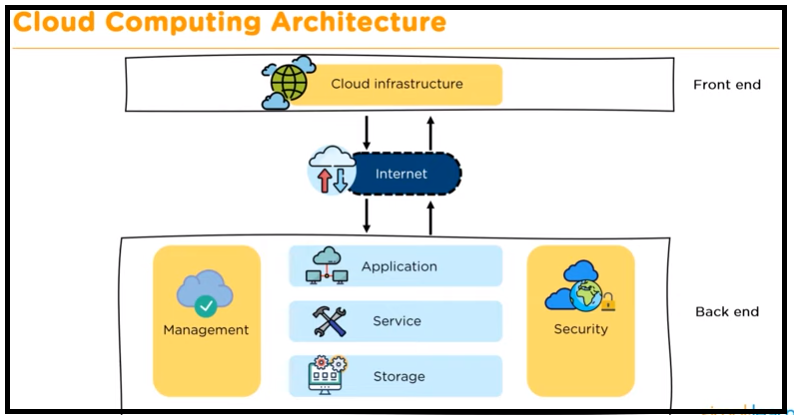 Cloud Computing Architecture
Cloud infrastructure
Front end
Internet
Application
Management
Service
Security
Back end
Storage